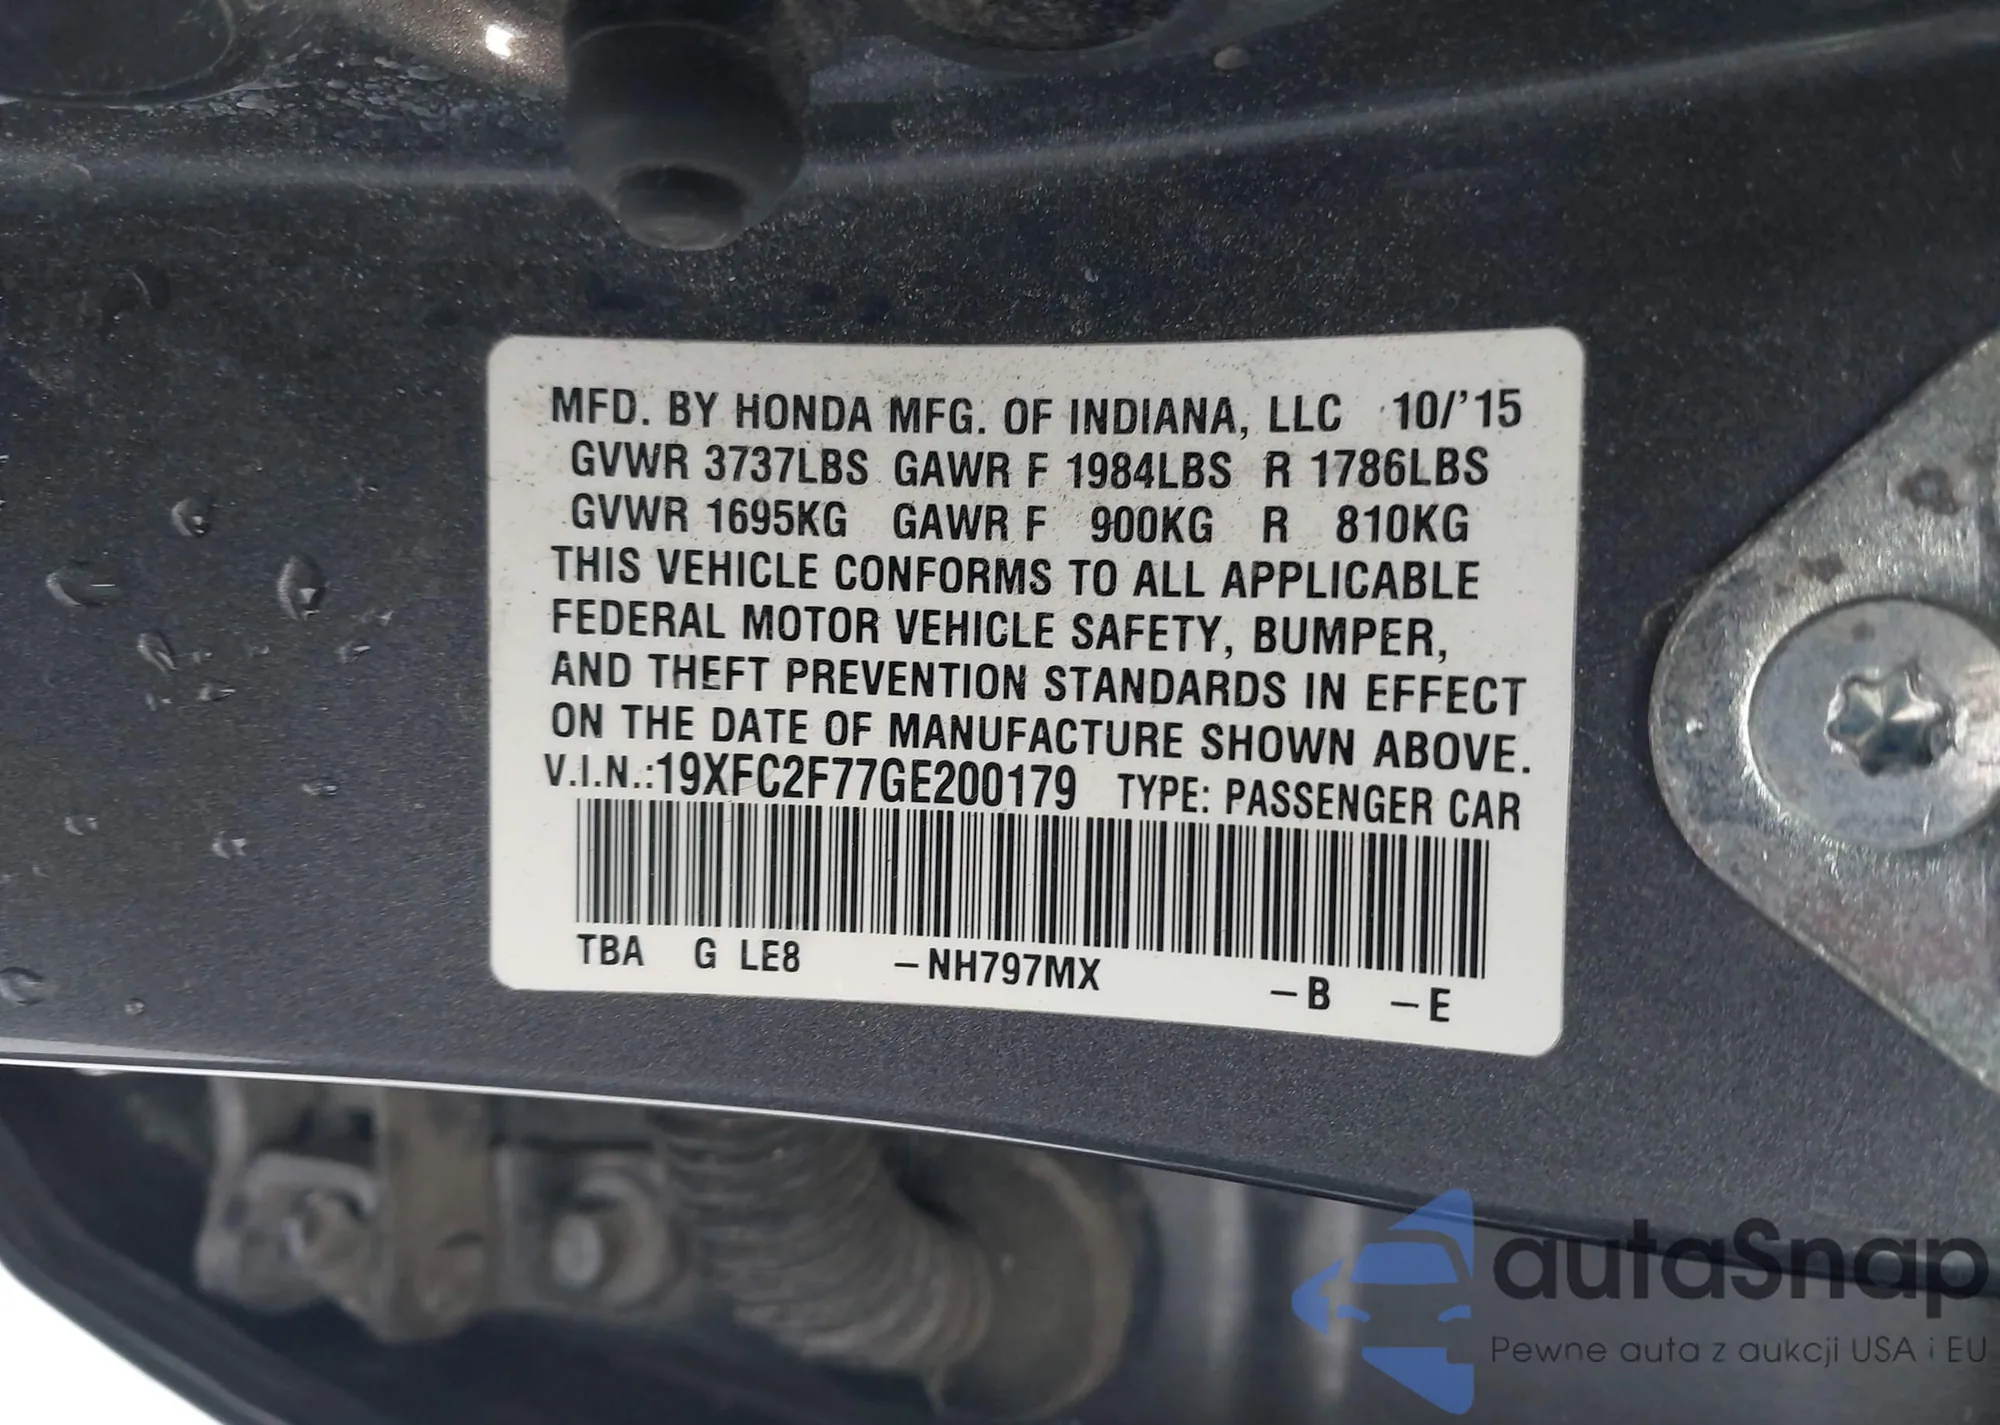 MFD. BY HONDA MFG. OF INDIANA, LLC 10/'15
GVWR 3737LBS GAWR F 1984LBS R 1786LBS
GVWR 1695KG GAWR F 900KG R 810KG
THIS VEHICLE CONFORMS TO ALL APPLICABLE
FEDERAL MOTOR VEHICLE SAFETY, BUMPER,
AND THEFT PREVENTION STANDARDS IN EFFECT
ON THE DATE OF MANUFACTURE SHOWN ABOVE.
V.I.N.:19XFC2F77GE200179 TYPE: PASSENGER CAR
TBA G LE8 –NH797MX –B –E
autaSnap
Pewne auta z aukcji USA i EU